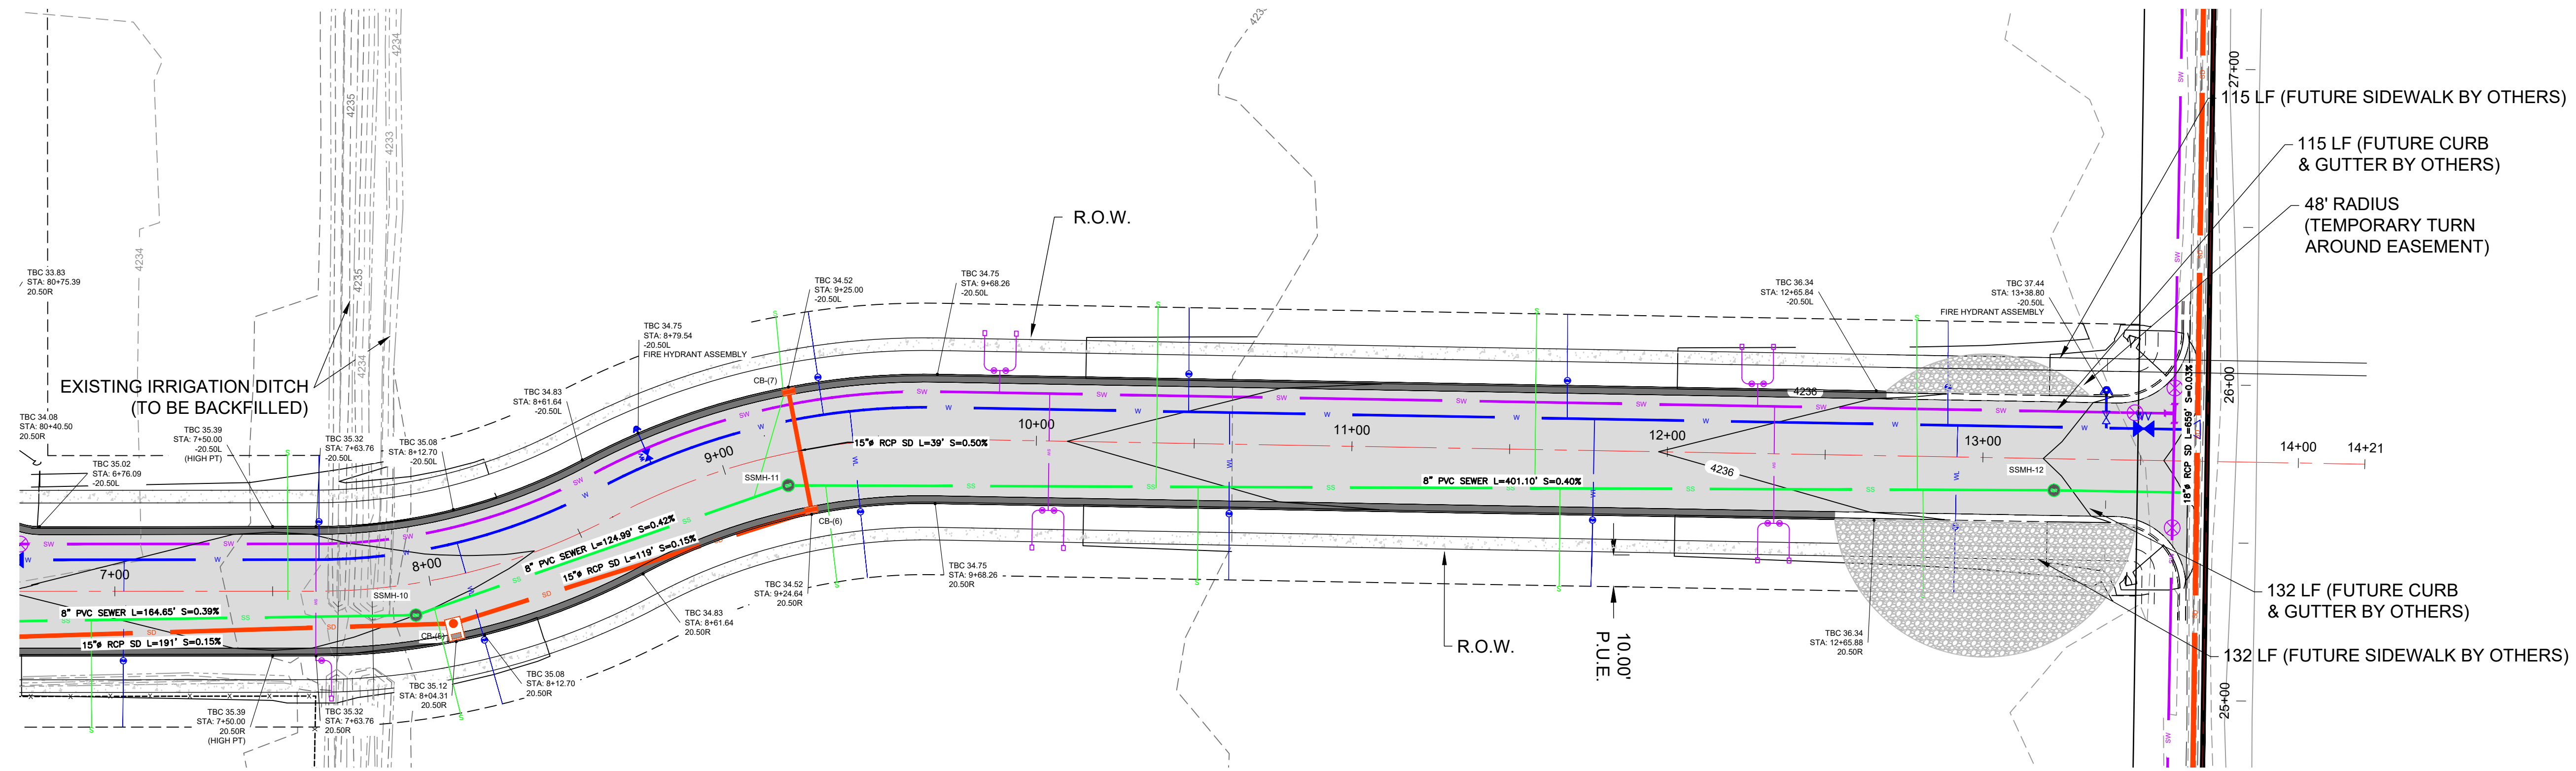 4234
4235
4233
4235
4234
4234
423
27+00
115 LF (FUTURE SIDEWALK BY OTHERS)
115 LF (FUTURE CURB
& GUTTER BY OTHERS)
48' RADIUS
(TEMPORARY TURN
AROUND EASEMENT)
R.O.W.
TBC 33.83
STA: 80+75.39
20.50R
EXISTING IRRIGATION DITCH
(TO BE BACKFILLED)
TBC 34.08
STA: 80+40.50
20.50R
TBC 35.02
STA: 6+76.09
-20.50L
TBC 35.39
STA: 7+50.00
-20.50L
(HIGH PT)
TBC 35.32
STA: 7+63.76
-20.50L
TBC 35.08
STA: 8+12.70
-20.50L
TBC 34.83
STA: 8+61.64
-20.50L
TBC 34.75
STA: 8+79.54
-20.50L
FIRE HYDRANT ASSEMBLY
TBC 34.52
STA: 9+25.00
-20.50L
TBC 34.75
STA: 9+68.26
-20.50L
TBC 36.34
STA: 12+65.84
-20.50L
TBC 37.44
STA: 13+38.80
-20.50L
FIRE HYDRANT ASSEMBLY
CB-(7)
4236
26+00
18"ø RCP SD L=659' S=0.03%
7+00
8+00
9+00
10+00
11+00
12+00
13+00
14+00
14+21
15"ø RCP SD L=39' S=0.50%
SSMH-11
SSMH-12
4236
8" PVC SEWER L=401.10' S=0.40%
CB-(6)
8" PVC SEWER L=124.99' S=0.42%
15"ø RCP SD L=119' S=0.15%
SSMH-10
8" PVC SEWER L=164.65' S=0.39%
15"ø RCP SD L=191' S=0.15%
TBC 34.52
STA: 9+24.64
20.50R
TBC 34.75
STA: 9+68.26
20.50R
TBC 34.83
STA: 8+61.64
20.50R
TBC 35.08
STA: 8+12.70
20.50R
TBC 35.12
STA: 8+04.31
20.50R
TBC 35.32
STA: 7+63.76
20.50R
TBC 35.39
STA: 7+50.00
20.50R
(HIGH PT)
R.O.W.
10.00'
P.U.E.
TBC 36.34
STA: 12+65.88
20.50R
132 LF (FUTURE CURB
& GUTTER BY OTHERS)
132 LF (FUTURE SIDEWALK BY OTHERS)
25+00